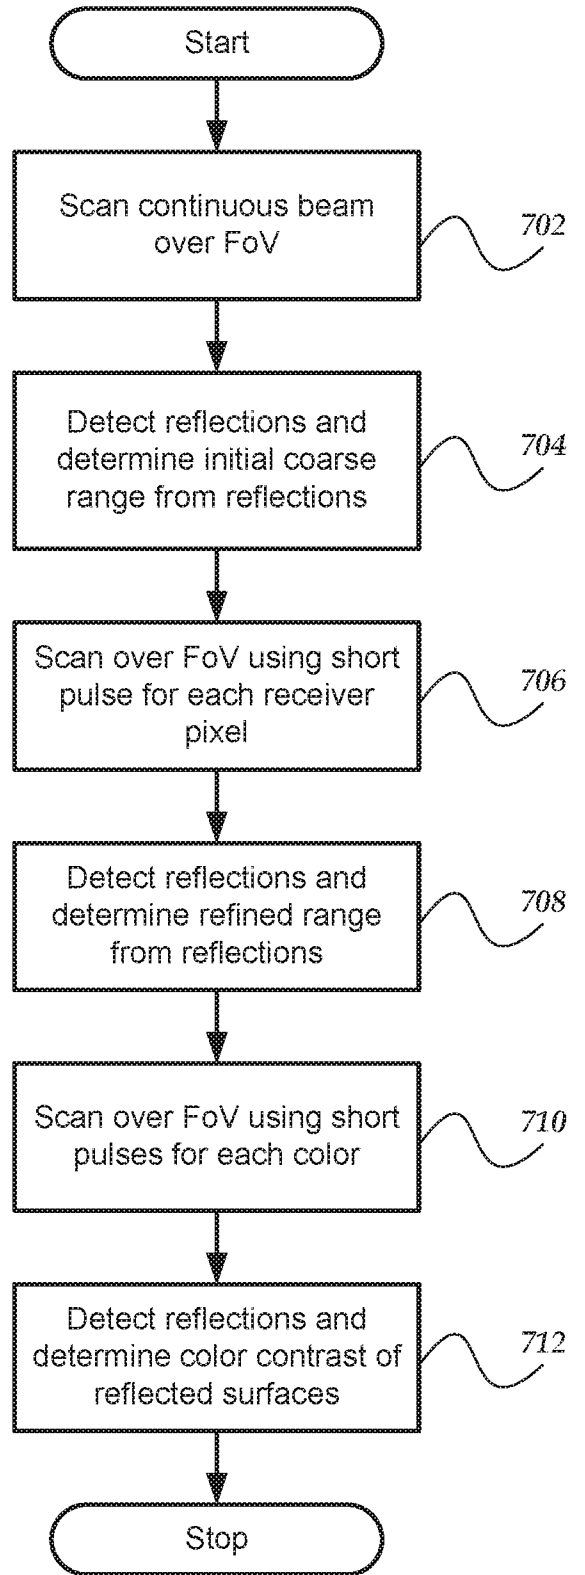 Start
Scan continuous beam
over FoV
702
Detect reflections and
determine initial coarse
range from reflections
704
Scan over FoV using short
pulse for each receiver
pixel
706
Detect reflections and
determine refined range
from reflections
708
Scan over FoV using short
pulses for each color
710
Detect reflections and
determine color contrast of
reflected surfaces
712
Stop